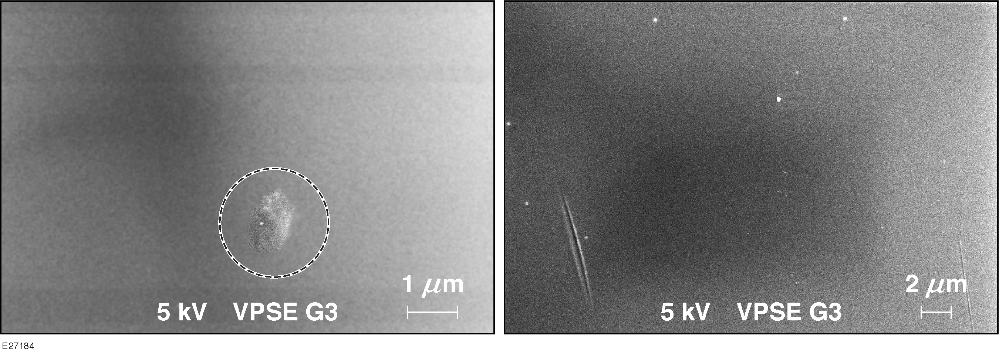 1 μm
5 kV VPSE G3
2 μm
5 kV VPSE G3
E27184